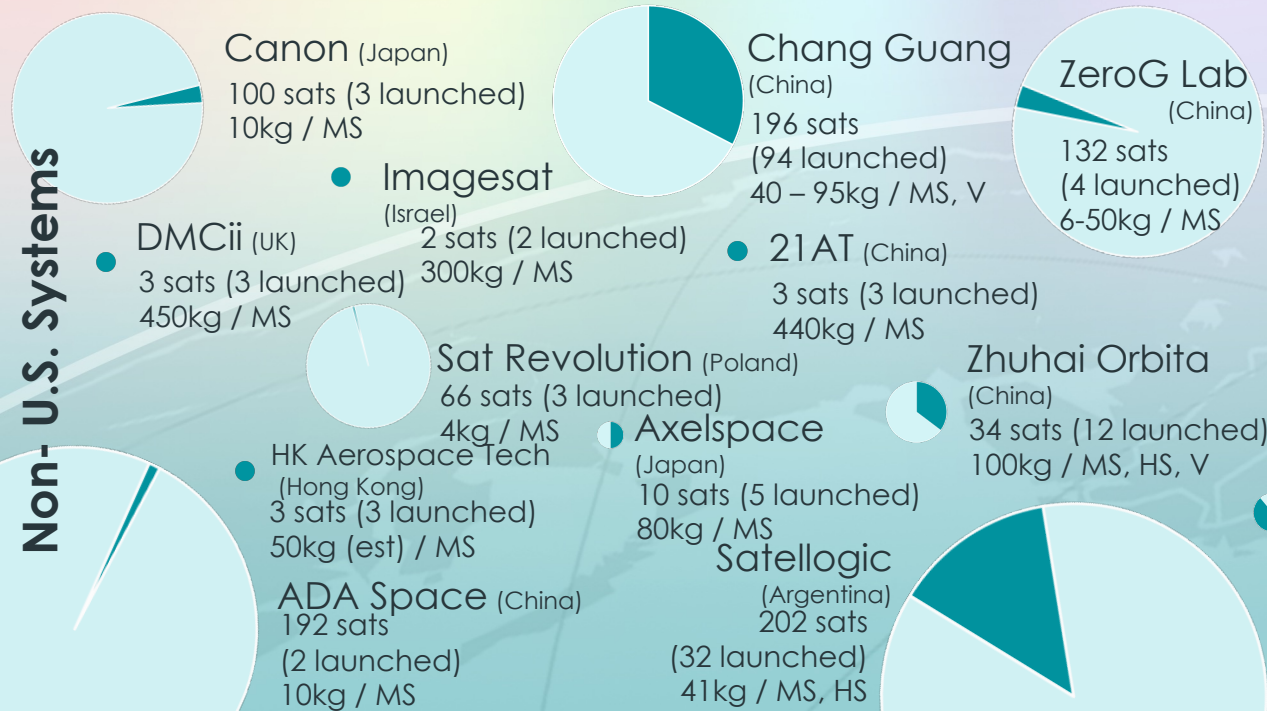 Non- U.S. Systems
Canon (Japan)
100 sats (3 launched)
10kg / MS
Chang Guang
(China)
196 sats
(94 launched)
40 – 95kg / MS, V
ZeroG Lab
(China)
132 sats
(4 launched)
6-50kg / MS
Imagesat
(Israel)
2 sats (2 launched)
300kg / MS
DMCii (UK)
3 sats (3 launched)
450kg / MS
21AT (China)
3 sats (3 launched)
440kg / MS
Sat Revolution (Poland)
66 sats (3 launched)
4kg / MS
Zhuhai Orbita
(China)
34 sats (12 launched)
100kg / MS, HS, V
Axelspace
(Japan)
10 sats (5 launched)
80kg / MS
HK Aerospace Tech
(Hong Kong)
3 sats (3 launched)
50kg (est) / MS
Satellogic
(Argentina)
202 sats
(32 launched)
41kg / MS, HS
ADA Space (China)
192 sats
(2 launched)
10kg / MS